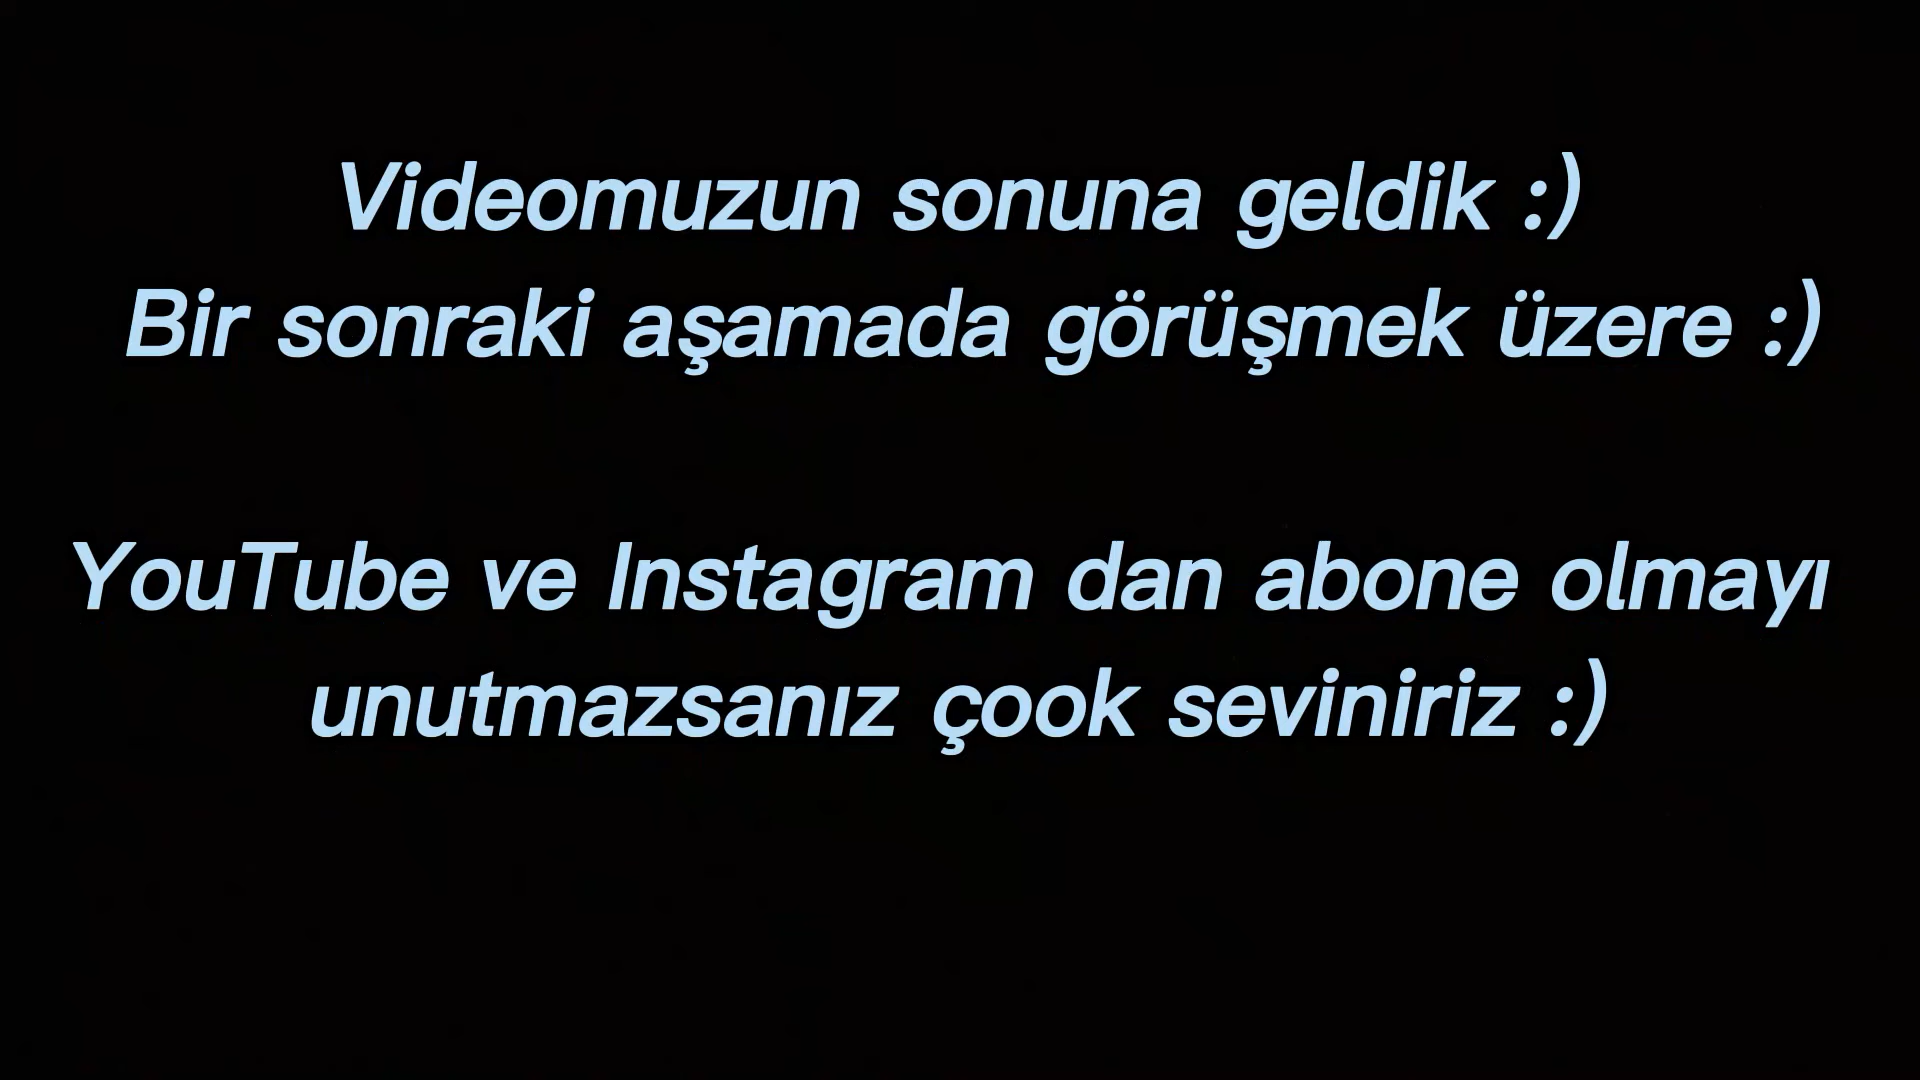 Videomuzun sonuna geldik :)
Bir sonraki aşamada görüşmek üzere :)
YouTube ve Instagram dan abone olmayı
unutmazsanız çook seviniriz :)